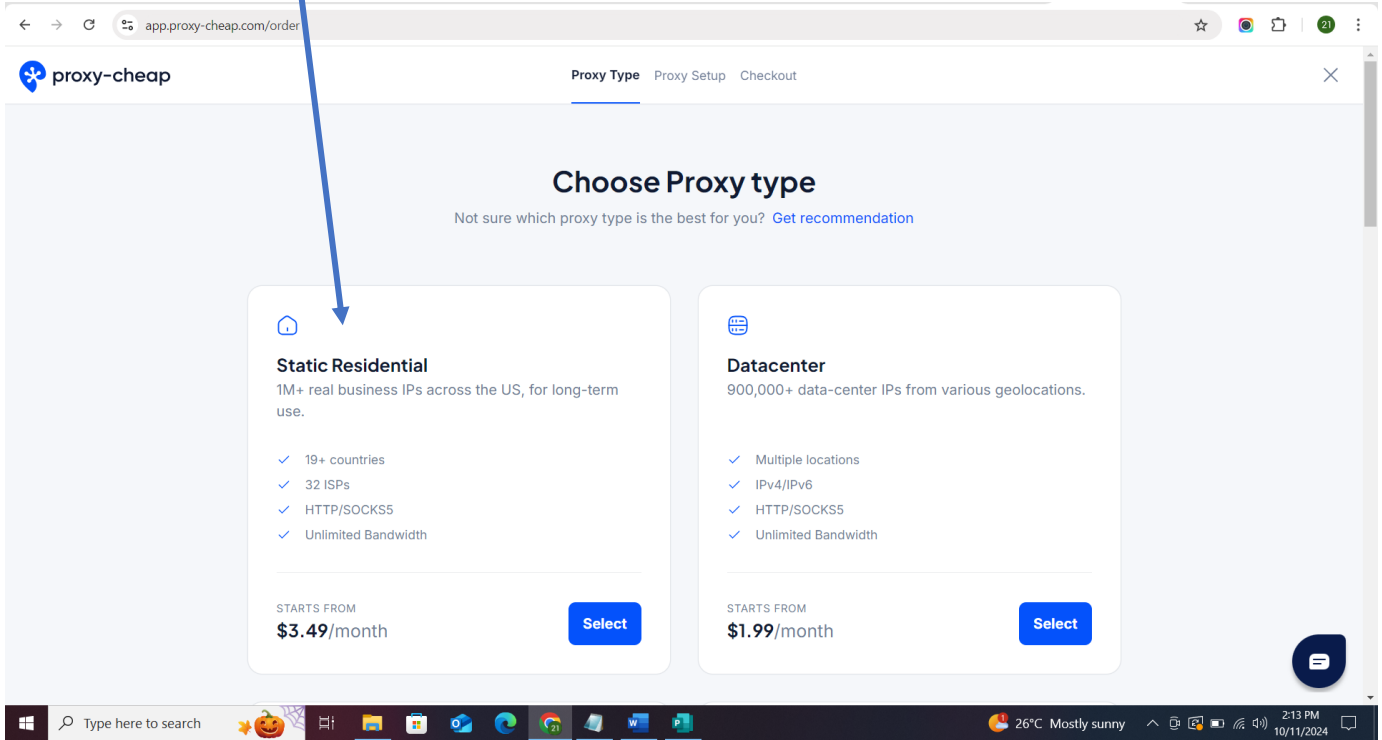 app.proxy-cheap.com/order
21
proxy-cheap
Proxy Type Proxy Setup Checkout
Choose Proxy type
Not sure which proxy type is the best for you? Get recommendation
Static Residential
1M+ real business IPs across the US, for long-term
use.
19+ countries
32 ISPs
HTTP/SOCKS5
Unlimited Bandwidth
STARTS FROM
$3.49/month
Select
Datacenter
900,000+ data-center IPs from various geolocations.
Multiple locations
IPv4/IPv6
HTTP/SOCKS5
Unlimited Bandwidth
STARTS FROM
$1.99/month
Select
Type here to search
26°C Mostly sunny
2:13 PM
10/11/2024